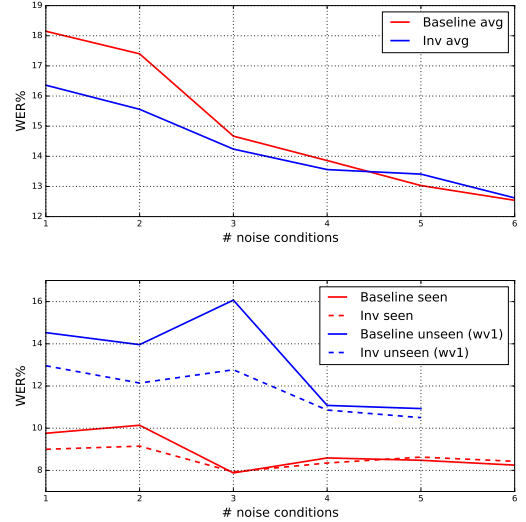 19
18
17
16
15
14
13
12
WER%
Baseline avg
Inv avg
1 2 3 4 5 6
# noise conditions
16
14
12
10
8
WER%
Baseline seen
Inv seen
Baseline unseen (wv1)
Inv unseen (wv1)
1 2 3 4 5 6
# noise conditions